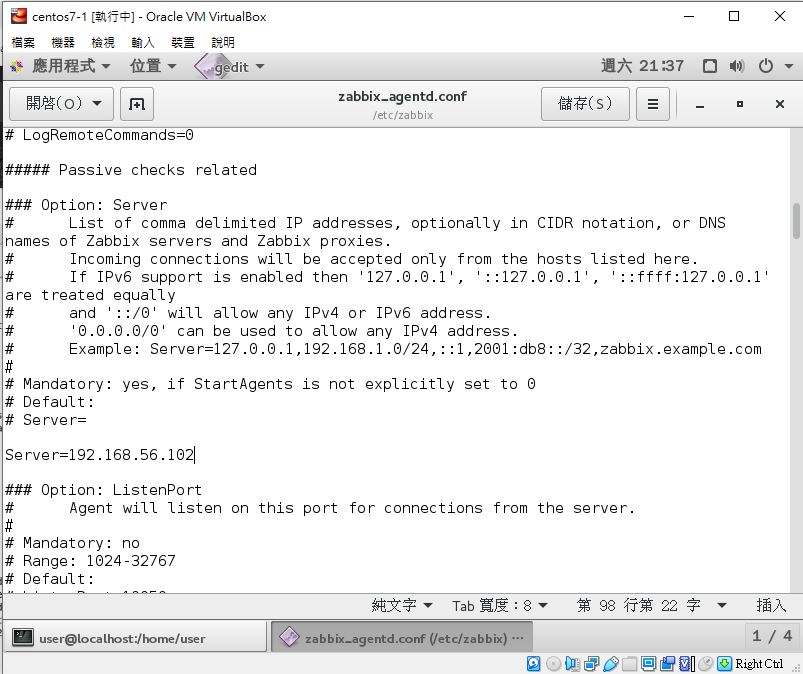 centos7-1 [執行中] - Oracle VM VirtualBox
檔案 機器 檢視 輸入 裝置 說明
應用程式 位置 gedit 週六 21:37
開啓(O) zabbix_agentd.conf 儲存(S)
/etc/zabbix
# LogRemoteCommands=0
##### Passive checks related
### Option: Server
#       List of comma delimited IP addresses, optionally in CIDR notation, or DNS
names of Zabbix servers and Zabbix proxies.
#       Incoming connections will be accepted only from the hosts listed here.
#       If IPv6 support is enabled then '127.0.0.1', '::127.0.0.1', '::ffff:127.0.0.1'
are treated equally
#       and '::/0' will allow any IPv4 or IPv6 address.
#       '0.0.0.0/0' can be used to allow any IPv4 address.
#       Example: Server=127.0.0.1,192.168.1.0/24,::1,2001:db8::/32,zabbix.example.com
#
# Mandatory: yes, if StartAgents is not explicitly set to 0
# Default:
# Server=
Server=192.168.56.102
### Option: ListenPort
#       Agent will listen on this port for connections from the server.
#
# Mandatory: no
# Range: 1024-32767
# Default:
純文字 Tab 寬度：8 第 98 行第 22 字 插入
user@localhost:/home/user zabbix_agentd.conf (/etc/zabbix) ··· 1 / 4
Right Ctrl